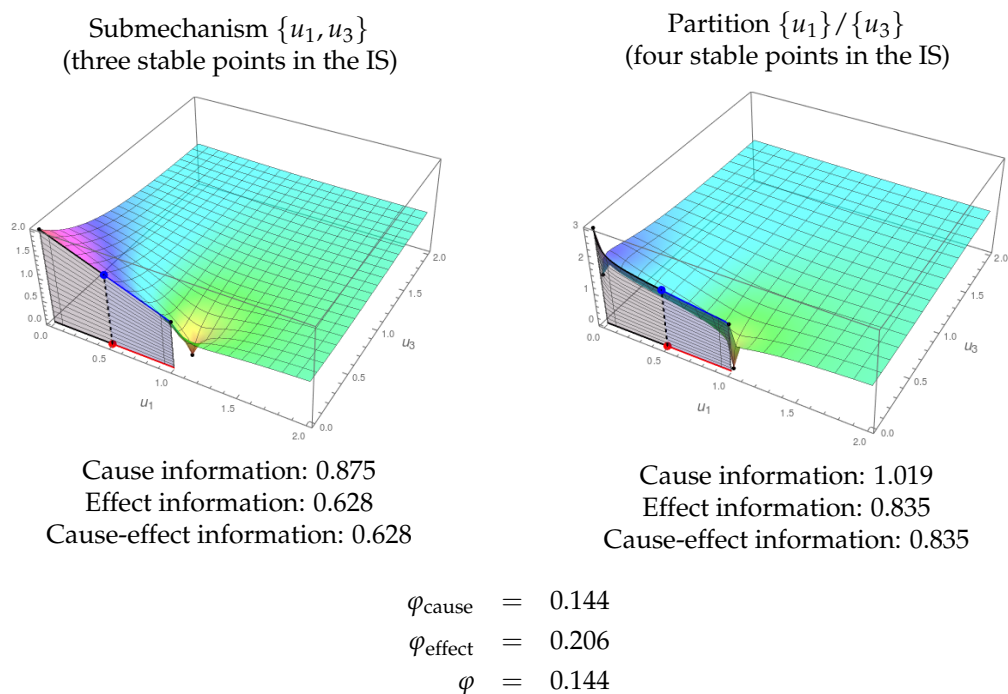 Submechanism {u₁, u₃}
(three stable points in the IS)
2.0
1.5
1.0
0.5
0.0
0.0
0.5
1.0
1.5
2.0
u₁
0.0
0.5
1.0
1.5
2.0
u₃
Cause information: 0.875
Effect information: 0.628
Cause-effect information: 0.628
Partition {u₁}/{u₃}
(four stable points in the IS)
3
2
1
0
0.0
0.5
1.0
1.5
2.0
u₁
0.0
0.5
1.0
1.5
2.0
u₃
Cause information: 1.019
Effect information: 0.835
Cause-effect information: 0.835
φcause = 0.144
φeffect = 0.206
φ = 0.144